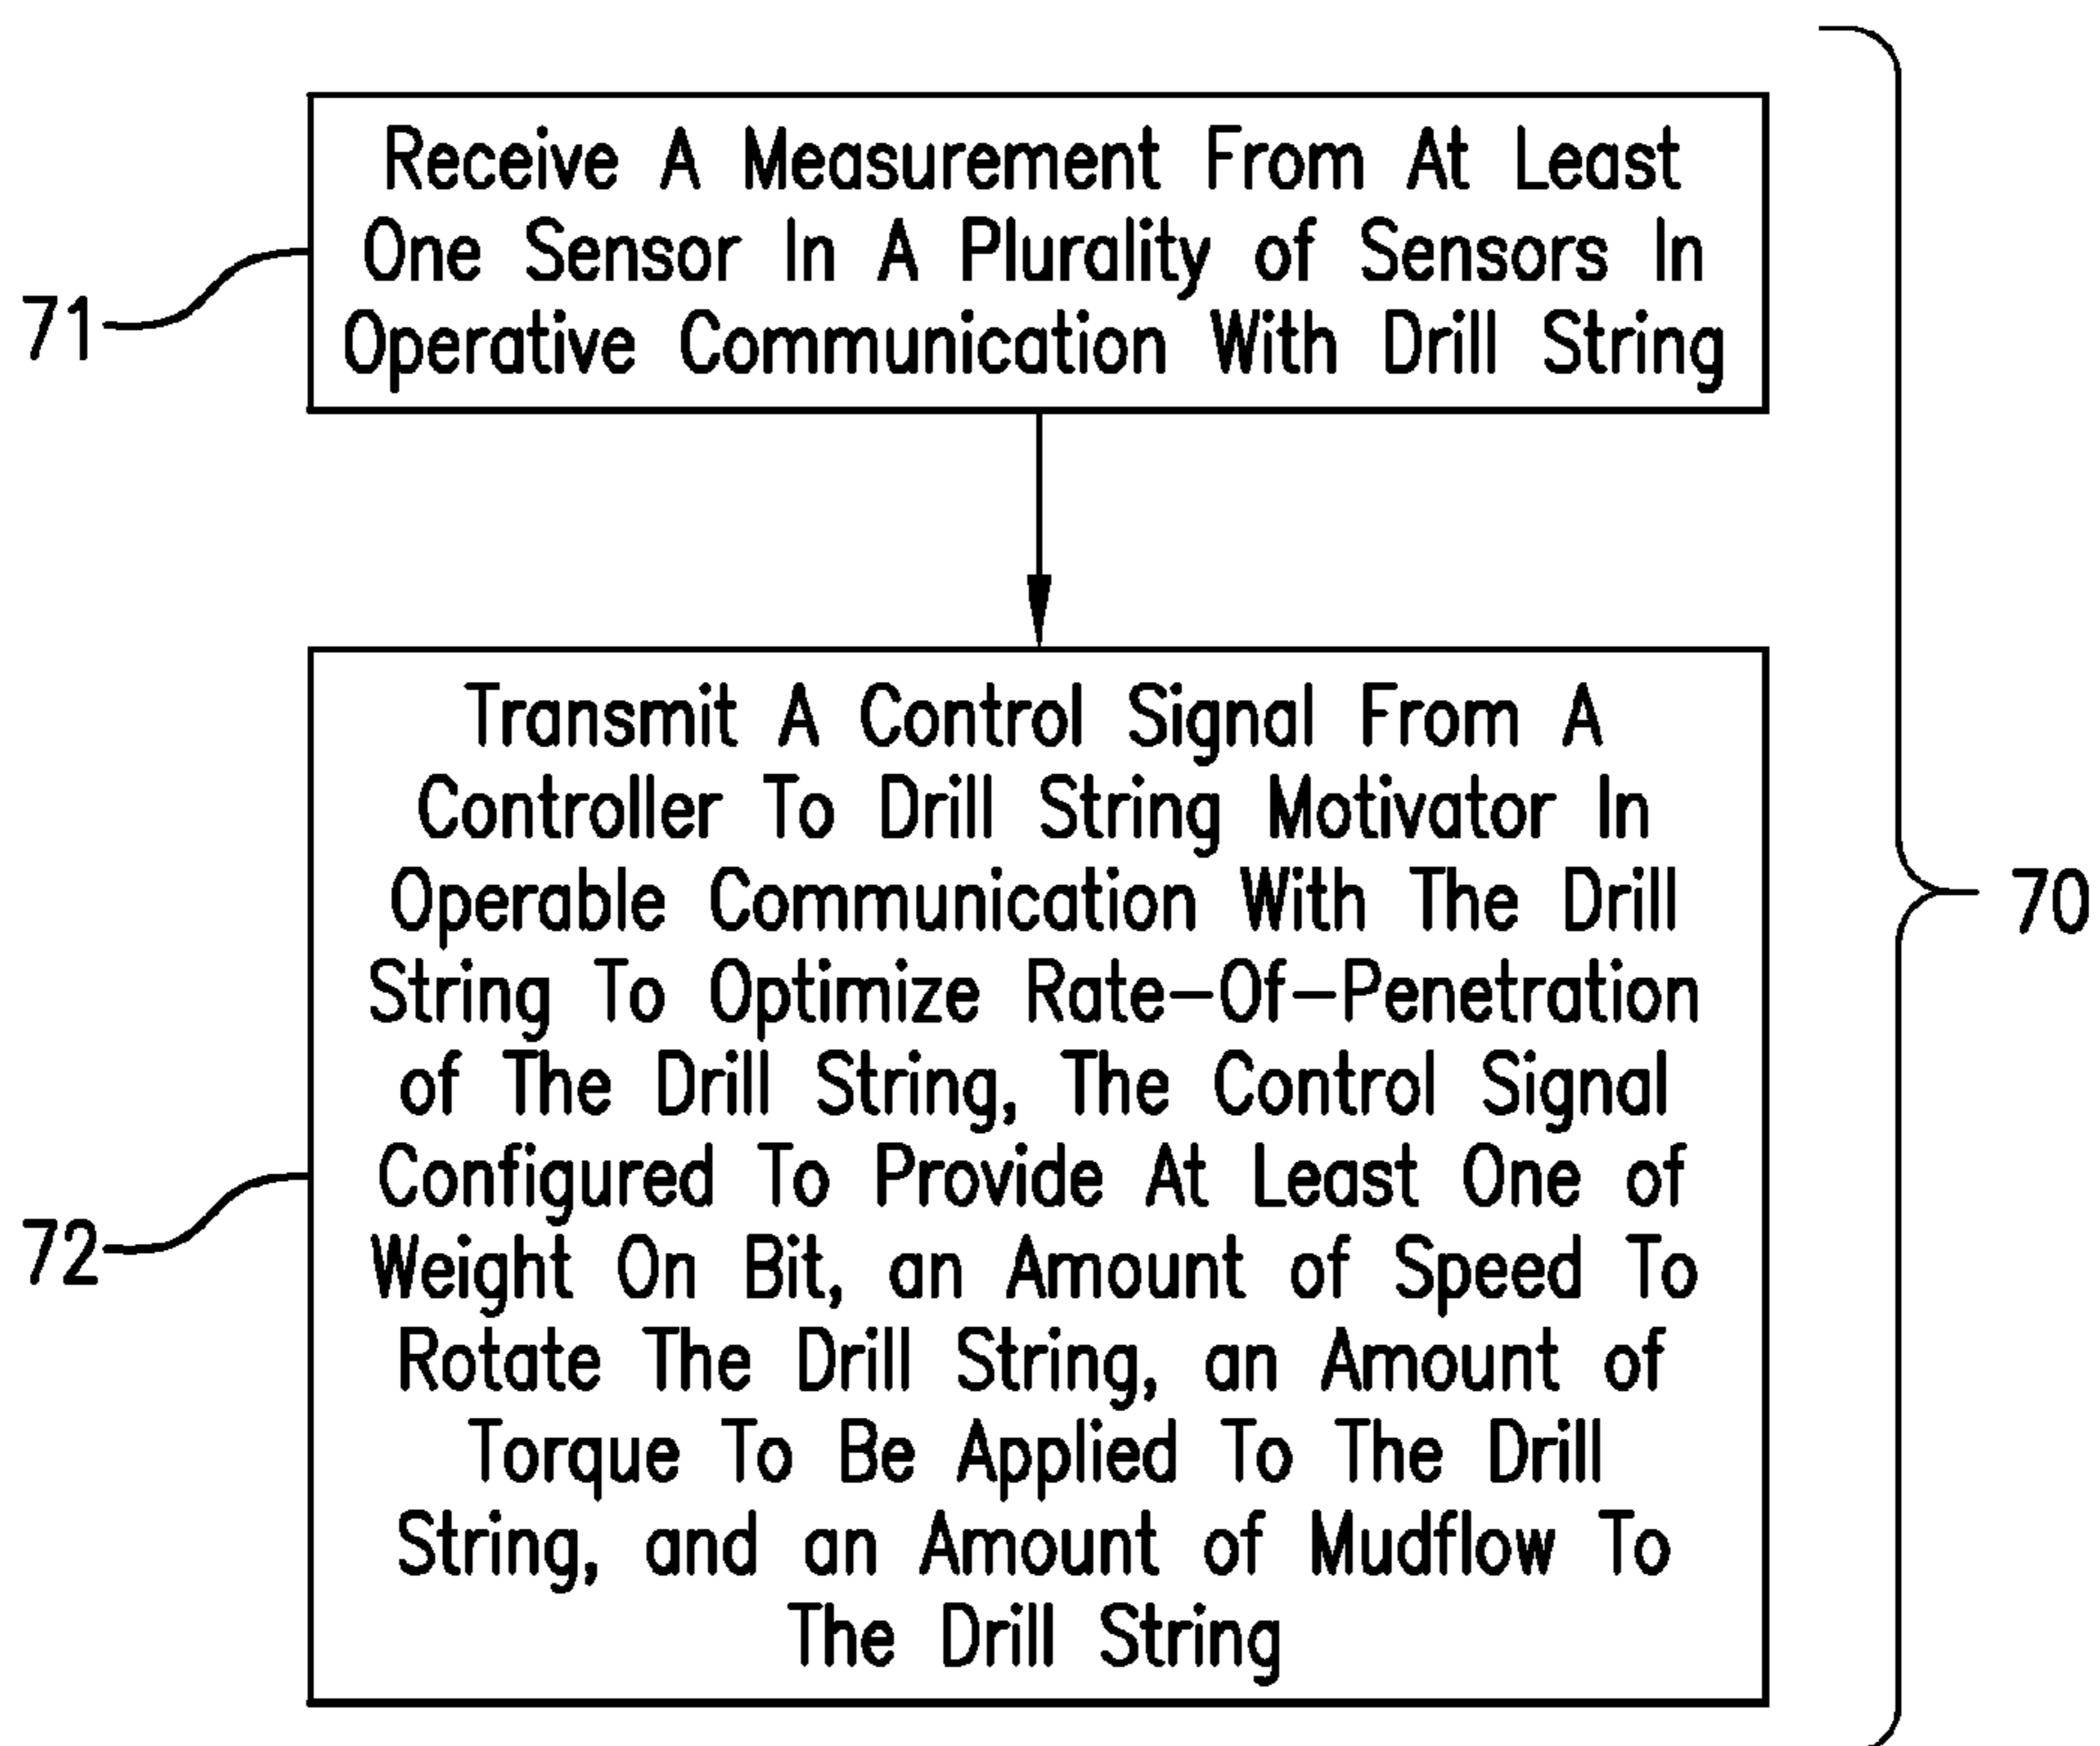 Receive A Measurement From At Least
One Sensor In A Plurality of Sensors In
Operative Communication With Drill String
71
Transmit A Control Signal From A
Controller To Drill String Motivator In
Operable Communication With The Drill
String To Optimize Rate-Of-Penetration
of The Drill String, The Control Signal
Configured To Provide At Least One of
Weight On Bit, an Amount of Speed To
Rotate The Drill String, an Amount of
Torque To Be Applied To The Drill
String, and an Amount of Mudflow To
The Drill String
72
70